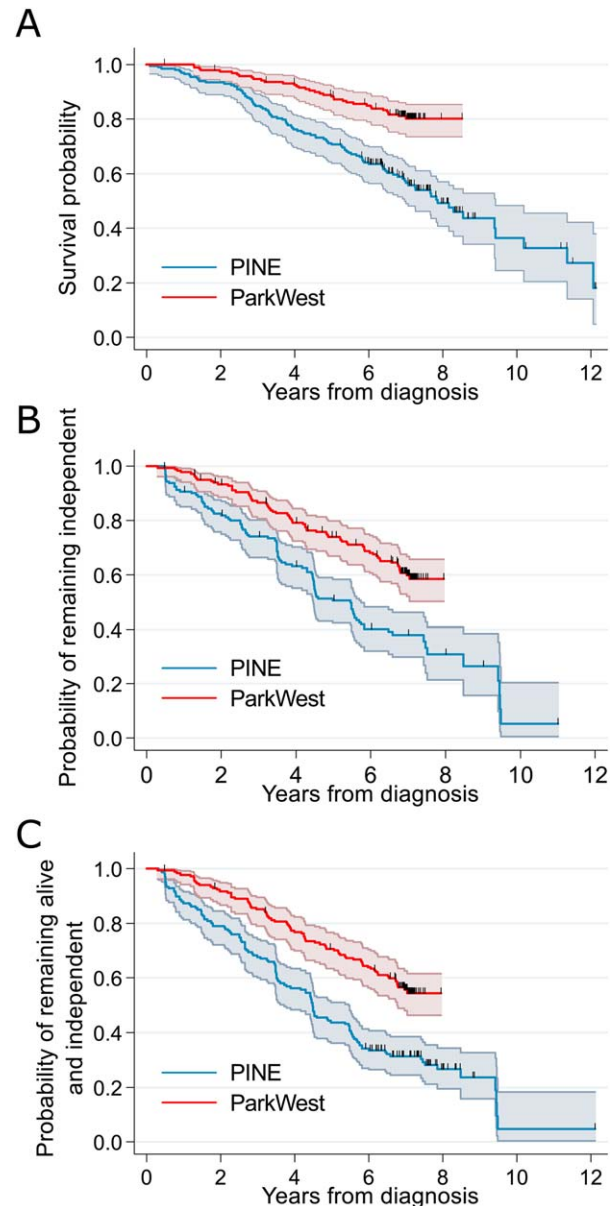 A
Survival probability
1.0
0.8
0.6
0.4
0.2
0.0
PINE
ParkWest
0 2 4 6 8 10 12
Years from diagnosis
B
Probability of remaining independent
1.0
0.8
0.6
0.4
0.2
0.0
PINE
ParkWest
0 2 4 6 8 10 12
Years from diagnosis
C
Probability of remaining alive
and independent
1.0
0.8
0.6
0.4
0.2
0.0
PINE
ParkWest
0 2 4 6 8 10 12
Years from diagnosis